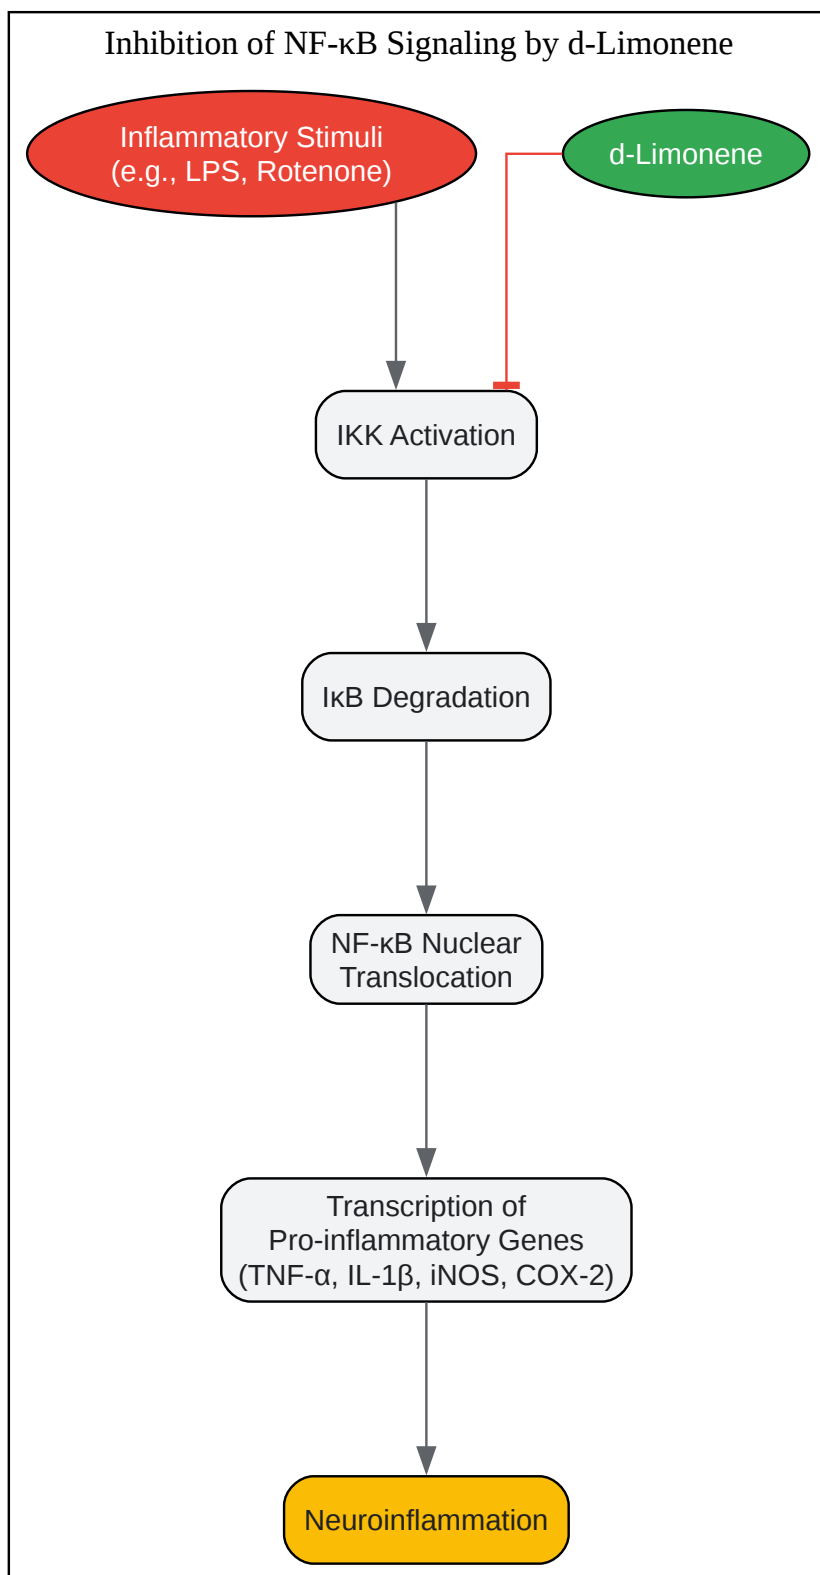 Inhibition of NF-κB Signaling by d-Limonene
Inflammatory Stimuli
(e.g., LPS, Rotenone)
d-Limonene
IKK Activation
IκB Degradation
NF-κB Nuclear
Translocation
Transcription of
Pro-inflammatory Genes
(TNF-α, IL-1β, iNOS, COX-2)
Neuroinflammation